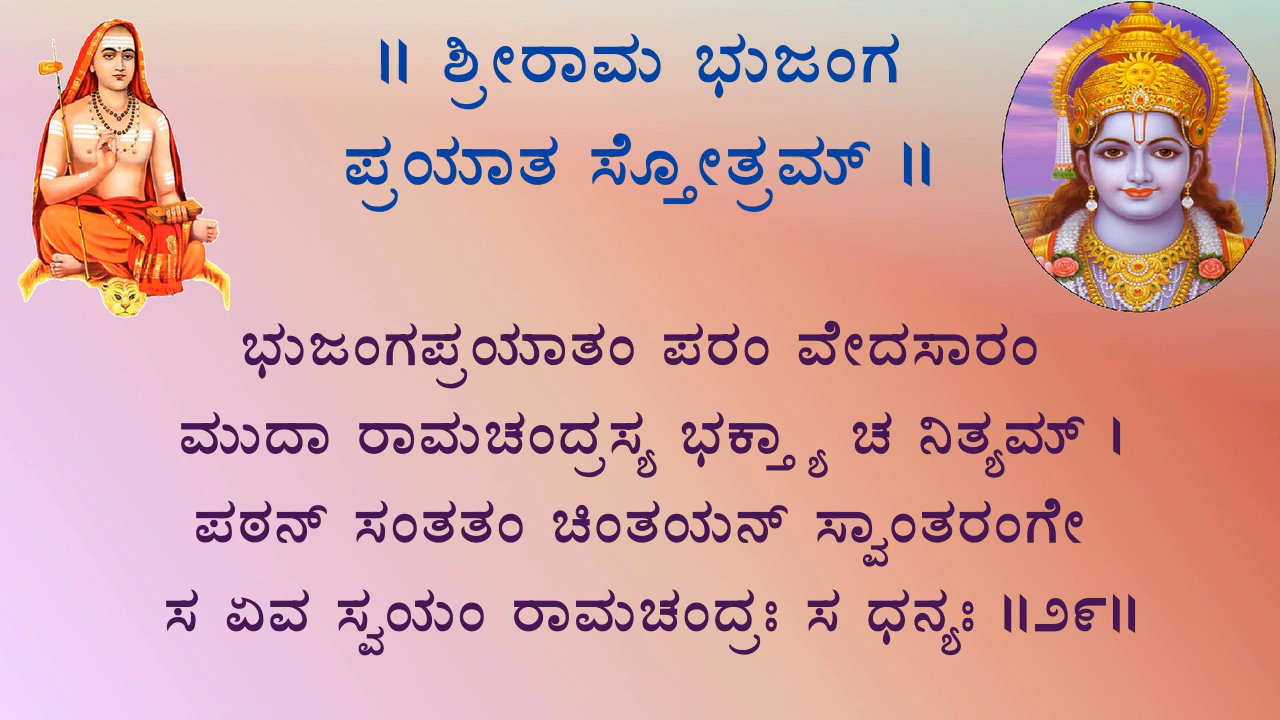 ॥ ಶ್ರೀರಾಮ ಭುಜಂಗ
ಪ್ರಯಾತ ಸ್ತೋತ್ರಮ್ ॥
ಭುಜಂಗಪ್ರಯಾತಂ ಪರಂ ವೇದಸಾರಂ
ಮುದಾ ರಾಮಚಂದ್ರಸ್ಯ ಭಕ್ತ್ಯಾ ಚ ನಿತ್ಯಮ್ ।
ಪಠನ್ ಸಂತತಂ ಚಿಂತಯನ್ ಸ್ವಾಂತರಂಗೇ
ಸ ಏವ ಸ್ವಯಂ ರಾಮಚಂದ್ರಃ ಸ ಧನ್ಯಃ ॥೨೯॥